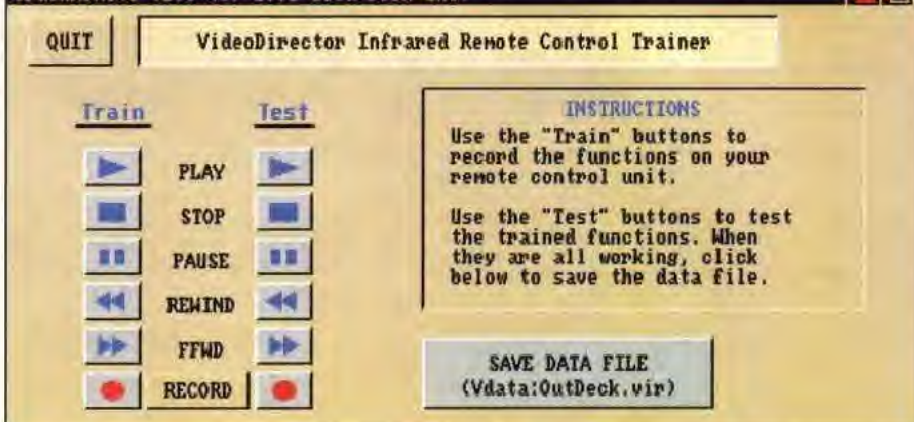 QUIT
VideoDirector Infrared Remote Control Trainer
Train
Test
PLAY
STOP
PAUSE
REWIND
FFWD
RECORD
INSTRUCTIONS
Use the "Train" buttons to
record the functions on your
remote control unit.
Use the "Test" buttons to test
the trained functions. When
they are all working, click
below to save the data file.
SAVE DATA FILE
(Vdata:OutDeck.vir)